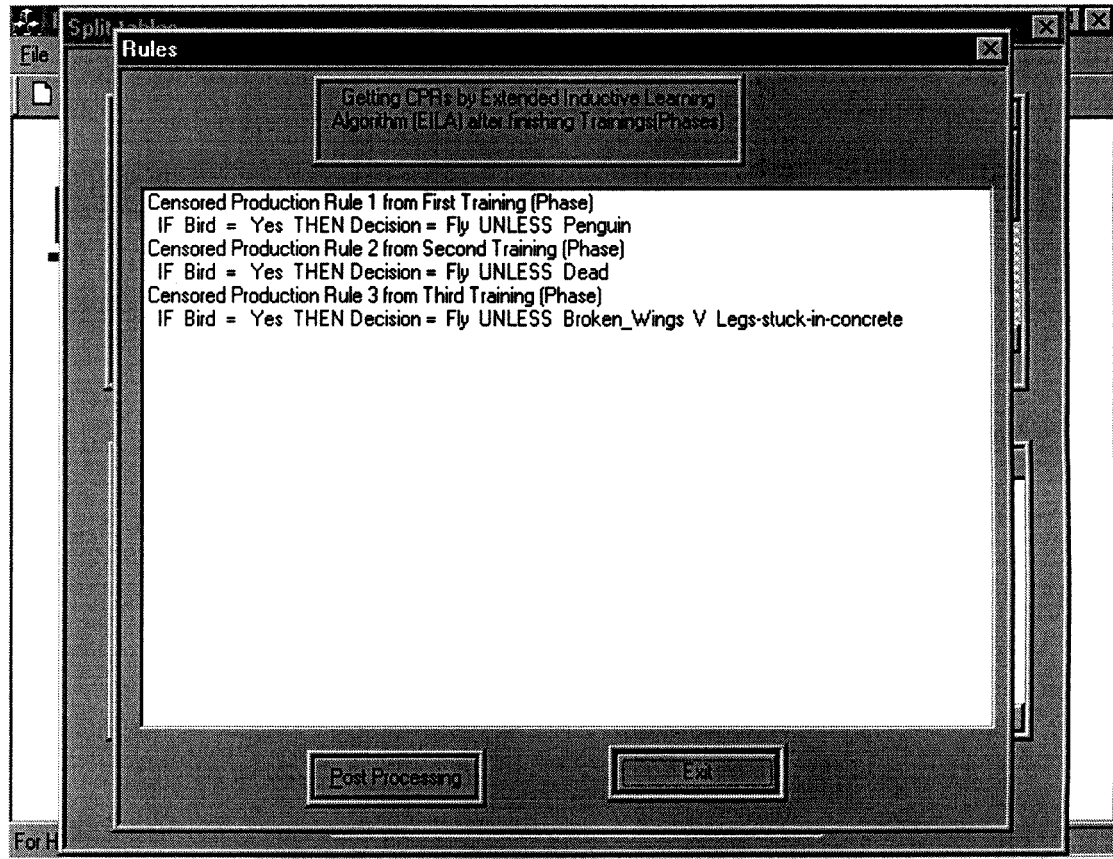 Split tables
Rules
File
Getting CPRs by Extended Inductive Learning
Algorithm (EILA) after finishing Trainings(Phases)
Censored Production Rule 1 from First Training (Phase)
IF Bird = Yes THEN Decision = Fly UNLESS Penguin
Censored Production Rule 2 from Second Training (Phase)
IF Bird = Yes THEN Decision = Fly UNLESS Dead
Censored Production Rule 3 from Third Training (Phase)
IF Bird = Yes THEN Decision = Fly UNLESS Broken_Wings V Legs-stuck-in-concrete
Post Processing
Exit
For H